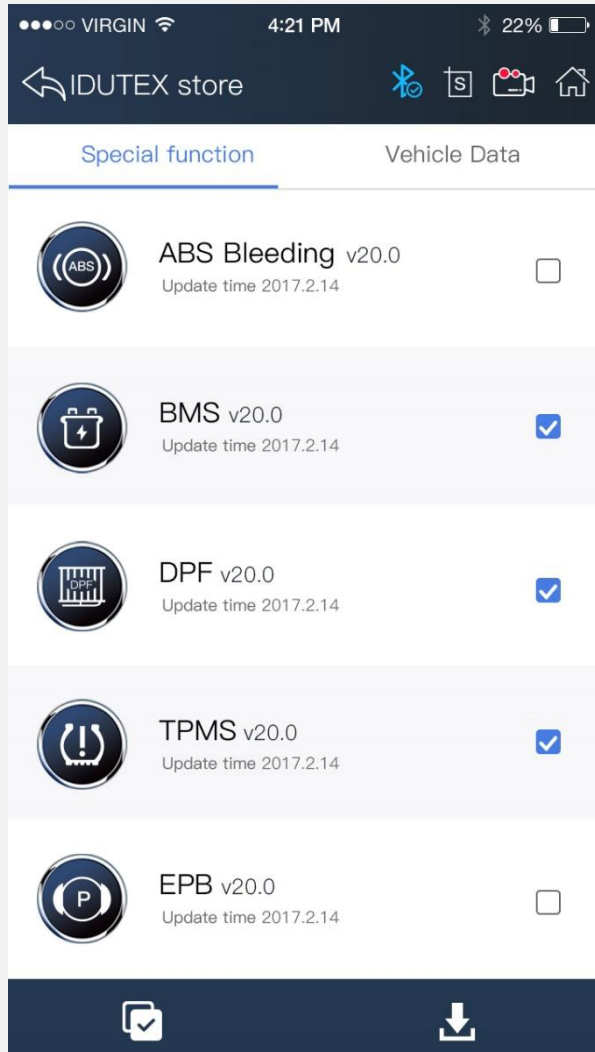 VIRGIN 4:21 PM 22%
IDUTEX store S
Special function Vehicle Data
(ABS) ABS Bleeding v20.0
Update time 2017.2.14
BMS v20.0
Update time 2017.2.14
DPF DPF v20.0
Update time 2017.2.14
TPMS v20.0
Update time 2017.2.14
P EPB v20.0
Update time 2017.2.14